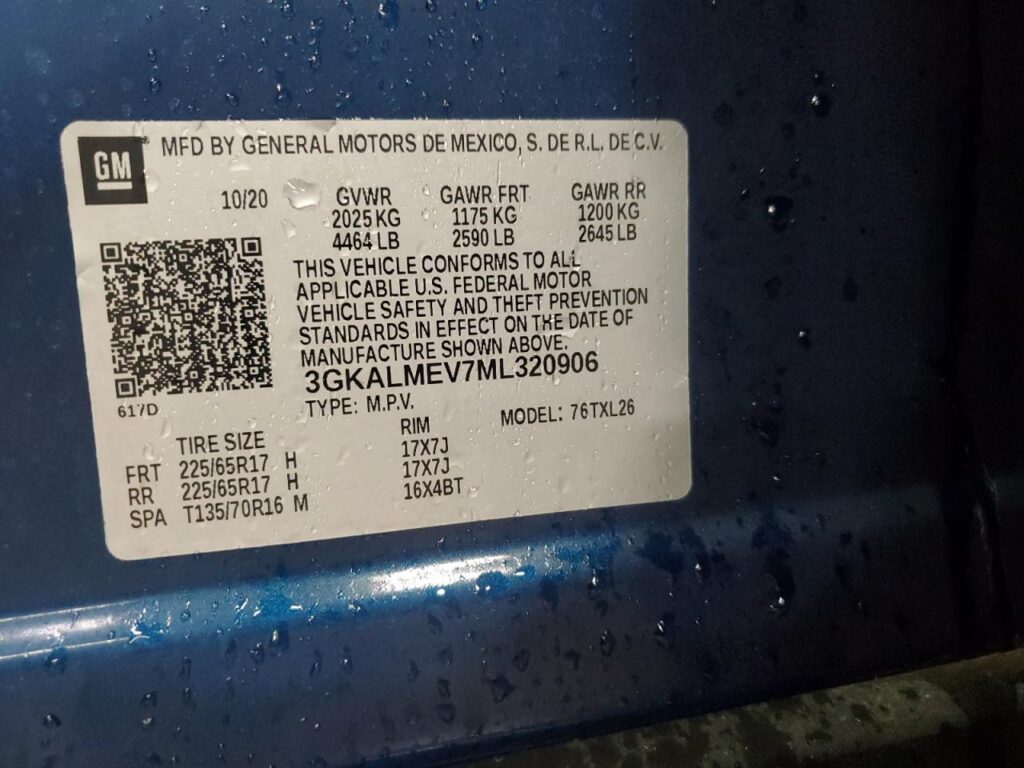 GM
MFD BY GENERAL MOTORS DE MEXICO, S. DE R.L. DE C.V.
10/20 GVWR GAWR FRT GAWR RR
2025 KG 1175 KG 1200 KG
4464 LB 2590 LB 2645 LB
THIS VEHICLE CONFORMS TO ALL
APPLICABLE U.S. FEDERAL MOTOR
VEHICLE SAFETY AND THEFT PREVENTION
STANDARDS IN EFFECT ON THE DATE OF
MANUFACTURE SHOWN ABOVE.
3GKALMEV7ML320906
617D
TYPE: M.P.V. MODEL: 76TXL26
TIRE SIZE RIM
FRT 225/65R17 H 17X7J
RR 225/65R17 H 17X7J
SPA T135/70R16 M 16X4BT